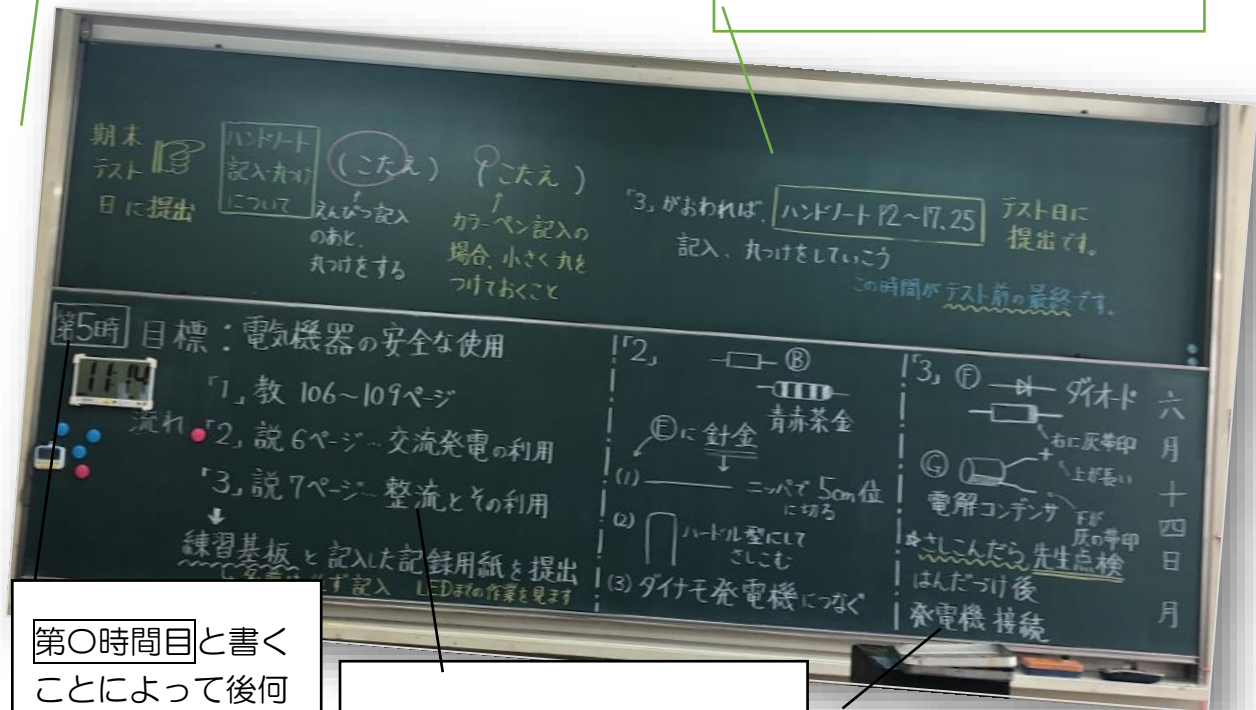 期末
テスト
日に提出
ハンドノート
記入・丸つけ
について
(こたえ)
えんぴつ記入
のあと、
丸つけをする
(こたえ)
カラーペン記入の
場合、小さく丸を
つけておくこと
「3」がおわれば、ハンドノート P2～17、25
記入、丸つけをしていこう
テスト日に
提出です。
この時間がテスト前の最終です。
第5時 目標：電気機器の安全な使用
11:14
流れ
「1」教 106～109ページ
「2」説6ページ…交流発電の利用
「3」説7ページ…整流とその利用
↓
練習基板と記入した記録用紙を提出
ず記入 LEDまでの作業を見ます
「2」
Ⓑ
青赤茶金
Ⓔに針金
(1) ニッパで5cm位
に切る
(2) ハードル型にして
さしこむ
(3) ダイナモ発電機につなぐ
「3」Ⓕ ダイオード
右に灰帯印
Ⓖ + 上が長い
電解コンデンサ
- 下が
灰の帯印
☆さしこんだら先生点検
はんだづけ後
発電機接続
六月十四日 月
第〇時間目と書く
ことによって後何